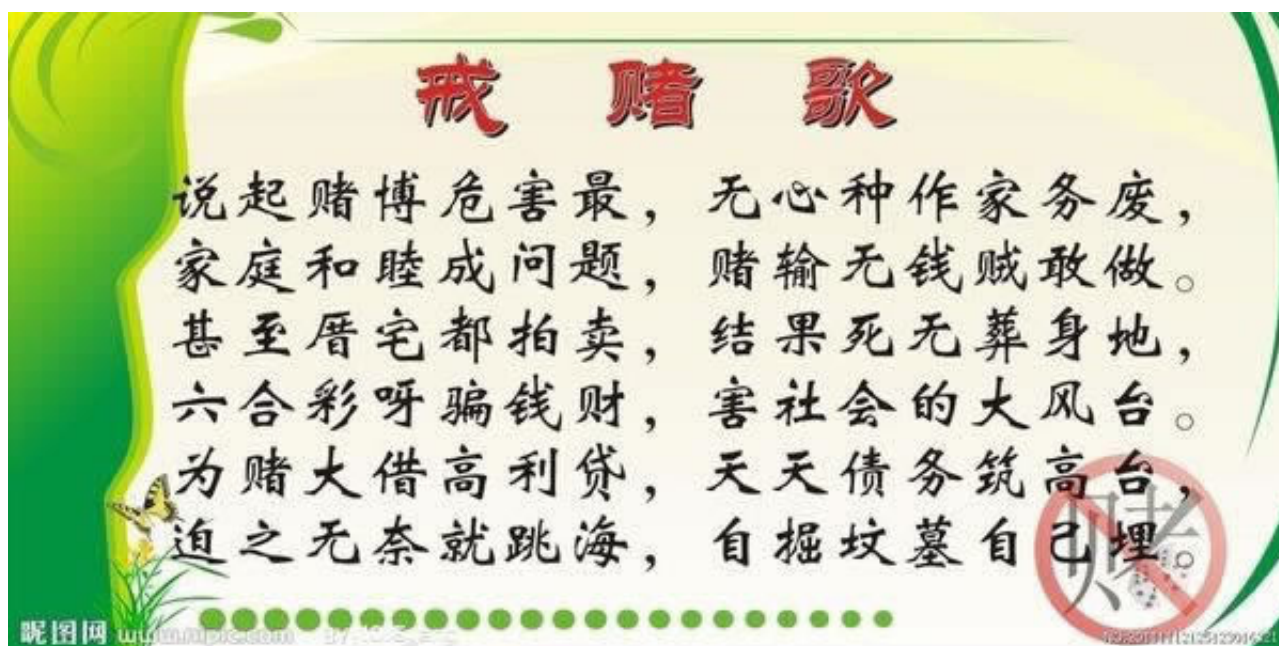 戒 赌 歌
说起赌博危害最，无心种作家务废，
家庭和睦成问题，赌输无钱贼敢做。
甚至厝宅都拍卖，结果死无葬身地，
六合彩呀骗钱财，害社会的大风台。
为赌大借高利贷，天天债务筑高台，
迫之无奈就跳海，自掘坟墓自己埋。
赌
昵图网 www.nipic.com